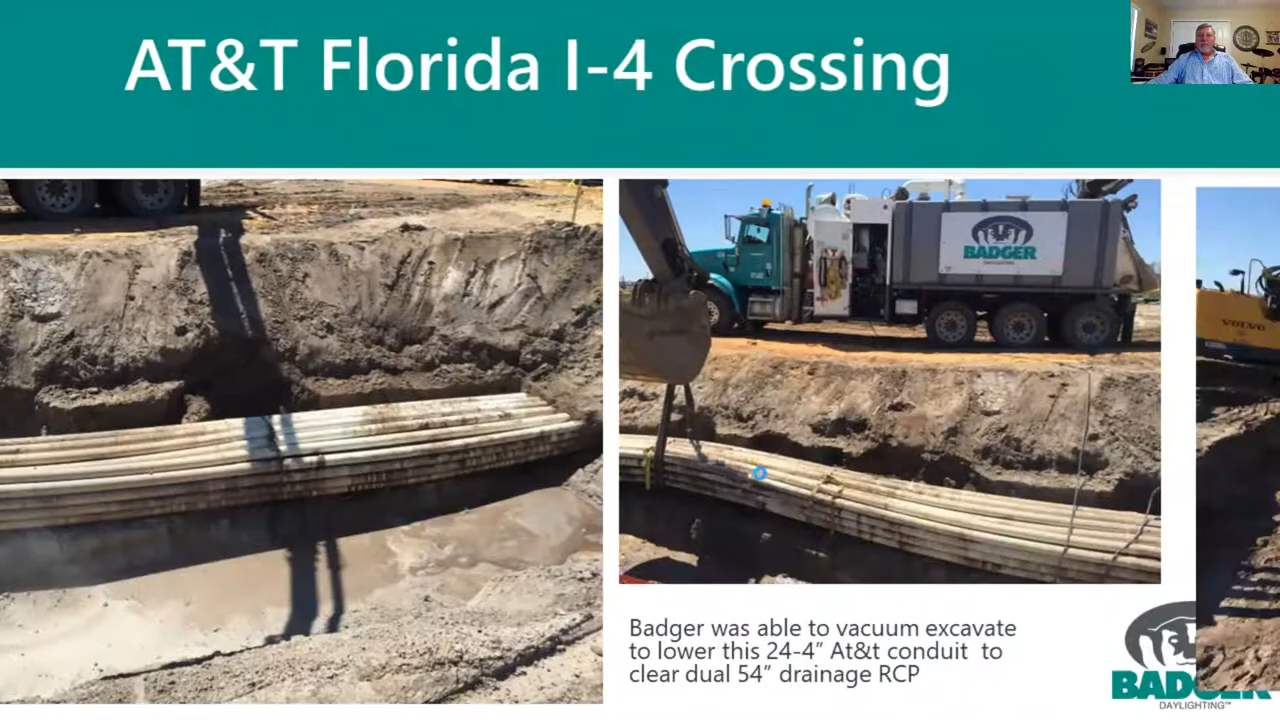 AT&T Florida I-4 Crossing
BADGER
DAYLIGHTING
VOLVO
Badger was able to vacuum excavate
to lower this 24-4” At&t conduit to
clear dual 54” drainage RCP
BADGER
DAYLIGHTING™